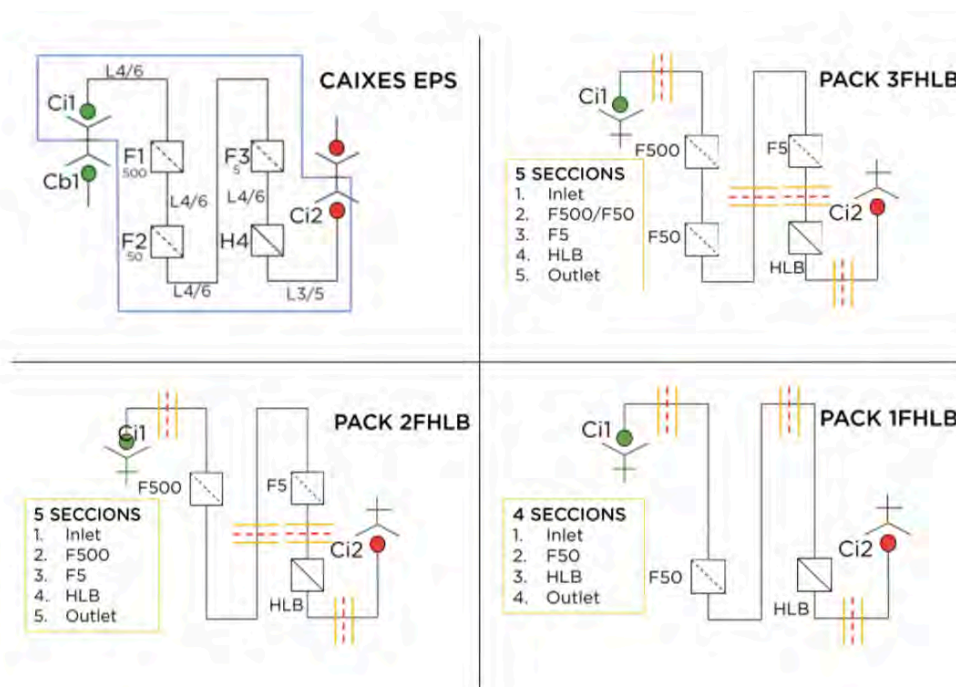 CAIXES EPS
L4/6
Ci1
Cb1
F1
500
F3
5
L4/6
L4/6
F2
50
H4
Ci2
L4/6
L3/5
PACK 3FHLB
Ci1
F500
F5
5 SECCIONS
1. Inlet
2. F500/F50
3. F5
4. HLB
5. Outlet
F50
Ci2
HLB
PACK 2FHLB
Ci1
F500
F5
5 SECCIONS
1. Inlet
2. F500
3. F5
4. HLB
5. Outlet
Ci2
HLB
PACK 1FHLB
Ci1
4 SECCIONS
1. Inlet
2. F50
3. HLB
4. Outlet
Ci2
F50
HLB